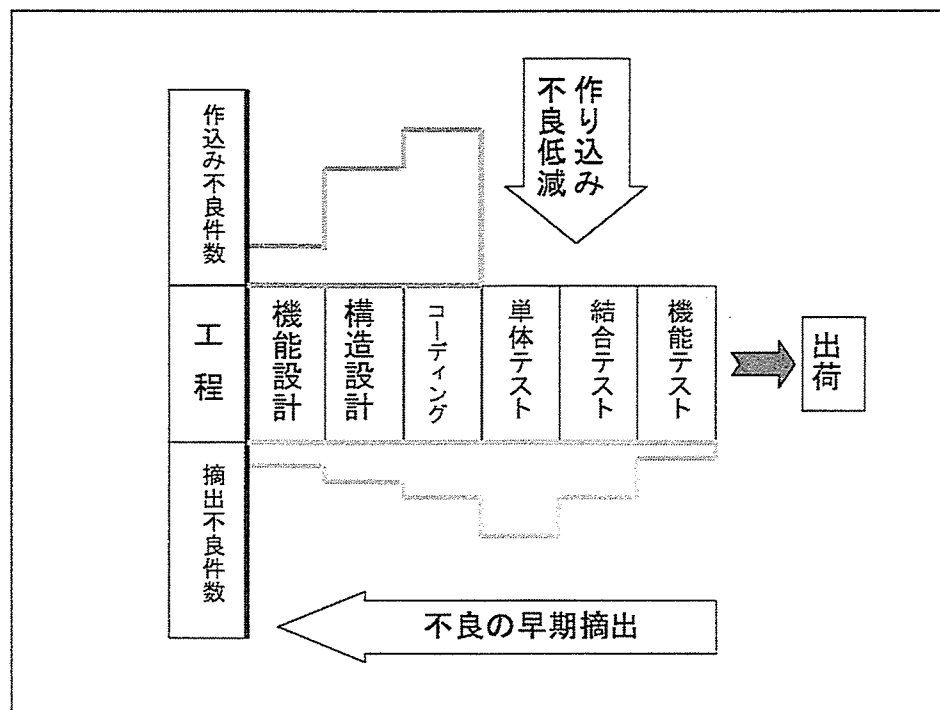 作込み不良件数
作り込み
不良低減
工程
機能設計
構造設計
コーディング
単体テスト
結合テスト
機能テスト
出荷
摘出不良件数
不良の早期摘出